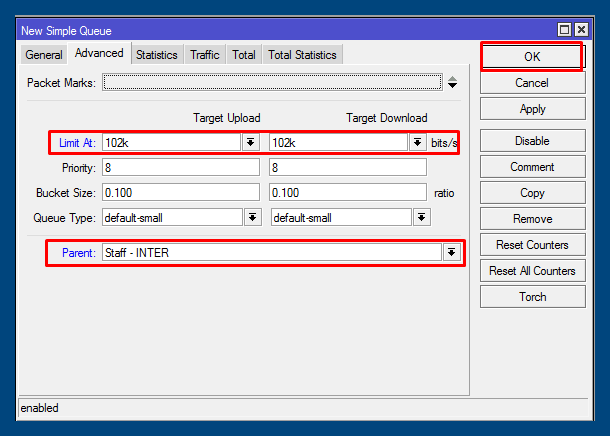 New Simple Queue
General Advanced Statistics Traffic Total Total Statistics
OK
Packet Marks:
Cancel
Apply
Target Upload Target Download
Limit At: 102k 102k bits/s
Disable
Priority: 8 8
Comment
Bucket Size: 0.100 0.100 ratio
Copy
Queue Type: default-small default-small
Remove
Parent: Staff - INTER
Reset Counters
Reset All Counters
Torch
enabled